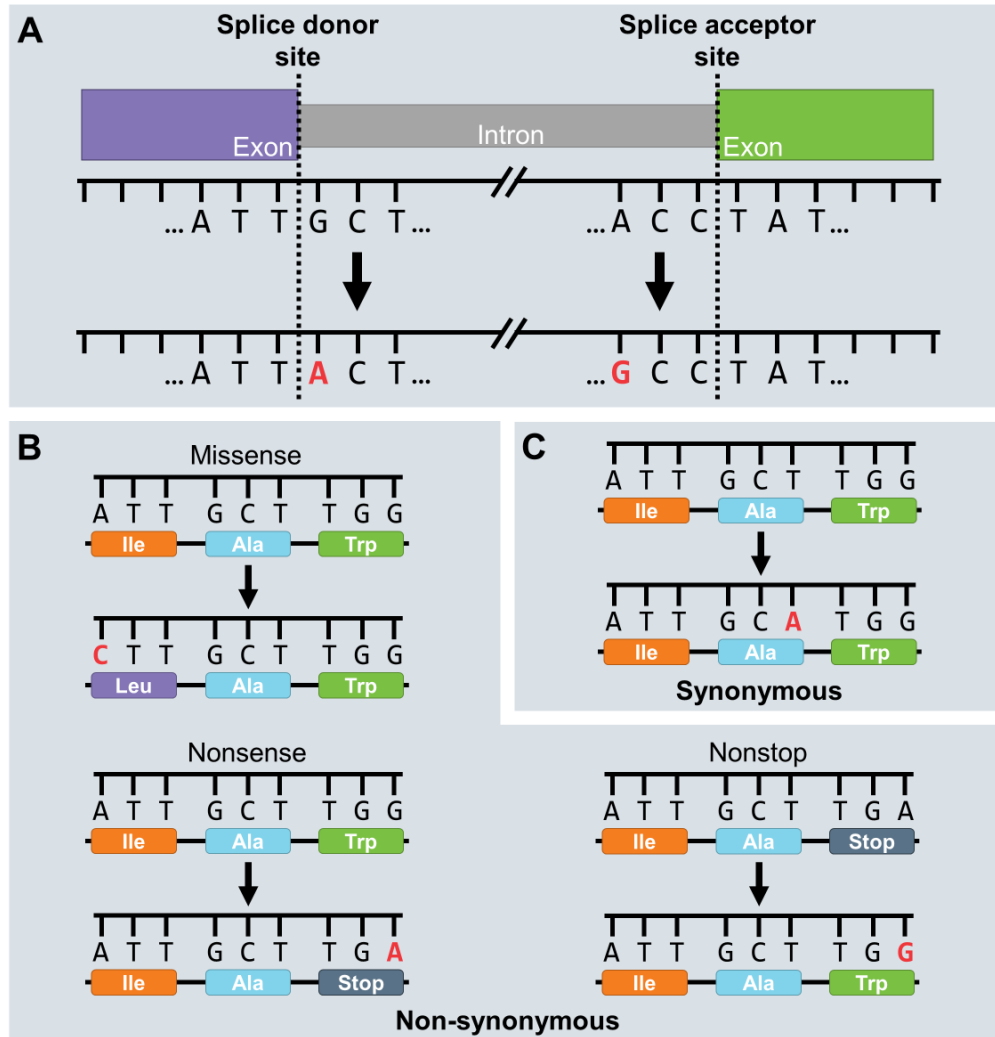 A
Splice donor site
Splice acceptor site
Exon
Intron
Exon
... A T T G C T ...
... A C C T A T ...
... A T T A C T ...
... G C C T A T ...
B
Missense
A T T G C T T G G
Ile Ala Trp
C T T G C T T G G
Leu Ala Trp
C
A T T G C T T G G
Ile Ala Trp
A T T G C A T G G
Ile Ala Trp
Synonymous
Nonsense
A T T G C T T G G
Ile Ala Trp
A T T G C T T G A
Ile Ala Stop
Nonstop
A T T G C T T G A
Ile Ala Stop
A T T G C T T G G
Ile Ala Trp
Non-synonymous